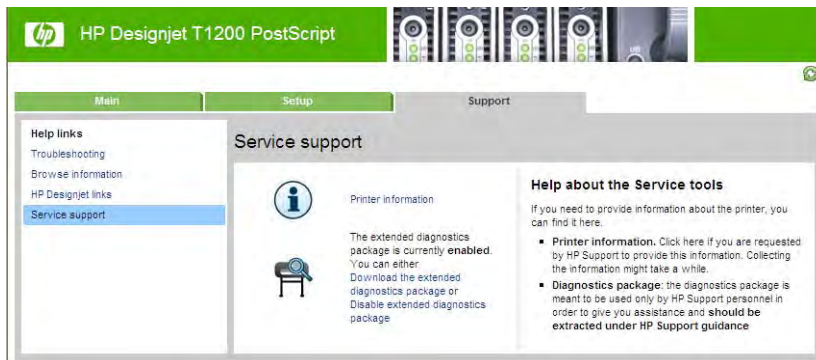 hp
HP Designjet T1200 PostScript
Main
Setup
Support
Help links
Troubleshooting
Browse information
HP Designjet links
Service support
Service support
Printer information
The extended diagnostics
package is currently enabled.
You can either
Download the extended
diagnostics package or
Disable extended diagnostics
package
Help about the Service tools
If you need to provide information about the printer, you
can find it here.
▪ Printer information. Click here if you are requested
by HP Support to provide this information. Collecting
the information might take a while.
▪ Diagnostics package: the diagnostics package is
meant to be used only by HP Support personnel in
order to give you assistance and should be
extracted under HP Support guidance